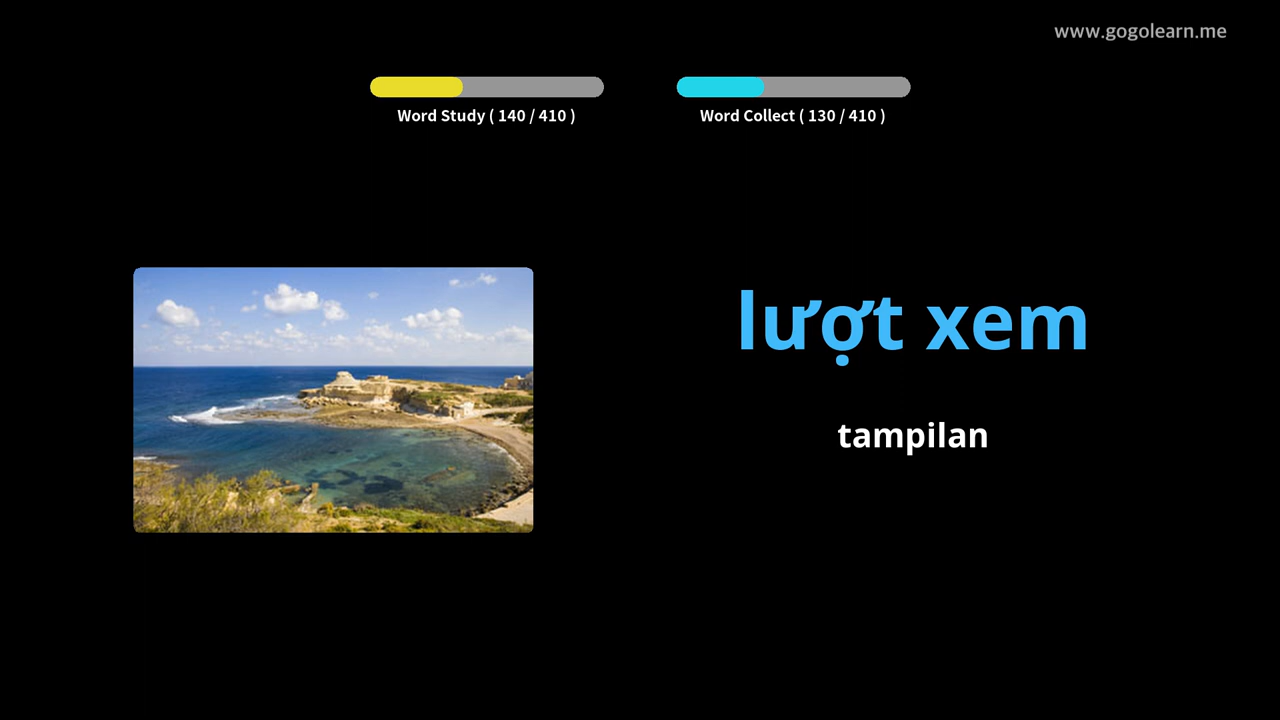 www.gogolearn.me
Word Study ( 140 / 410 )
Word Collect ( 130 / 410 )
lượt xem
tampilan